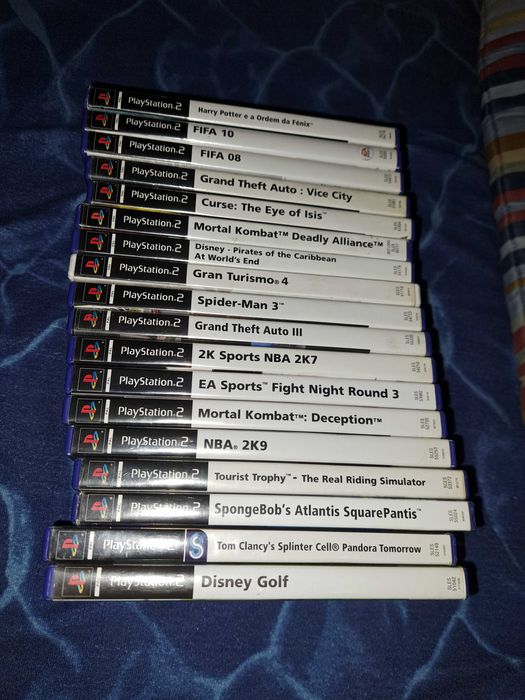 PlayStation.2 Harry Potter e a Ordem da Fénix™
PlayStation.2 FIFA 10
PlayStation.2 FIFA 08
PlayStation.2 Grand Theft Auto : Vice City
PlayStation.2 Curse: The Eye of Isis™
PlayStation.2 Mortal Kombat™ Deadly Alliance™
PlayStation.2 Disney - Pirates of the Caribbean
At World's End
PlayStation.2 Gran Turismo® 4
PlayStation.2 Spider-Man 3™
PlayStation.2 Grand Theft Auto III
PlayStation.2 2K Sports NBA 2K7
PlayStation.2 EA Sports™ Fight Night Round 3
PlayStation.2 Mortal Kombat™: Deception™
PlayStation.2 NBA® 2K9
PlayStation.2 Tourist Trophy™ - The Real Riding Simulator
PlayStation.2 SpongeBob's Atlantis SquarePantis™
PlayStation.2 S Tom Clancy's Splinter Cell® Pandora Tomorrow
PlayStation.2 Disney Golf